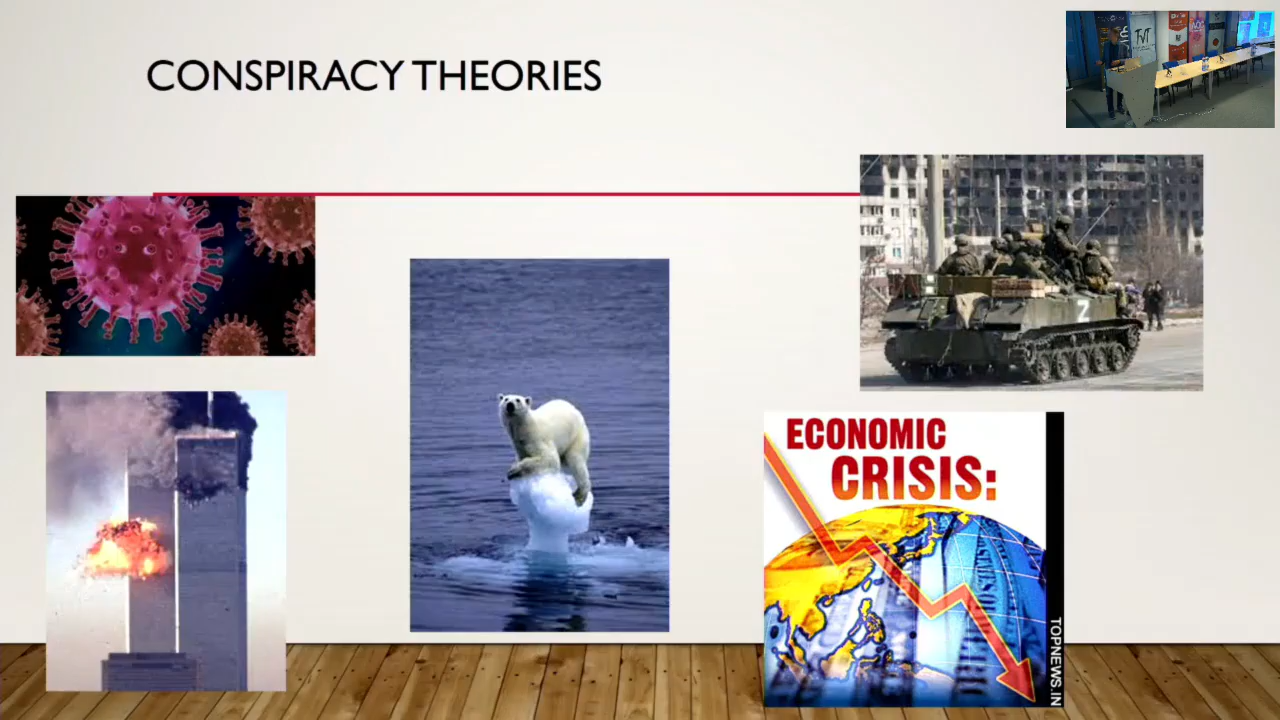 CONSPIRACY THEORIES
Z
ECONOMIC
CRISIS:
TOPNEWS.IN